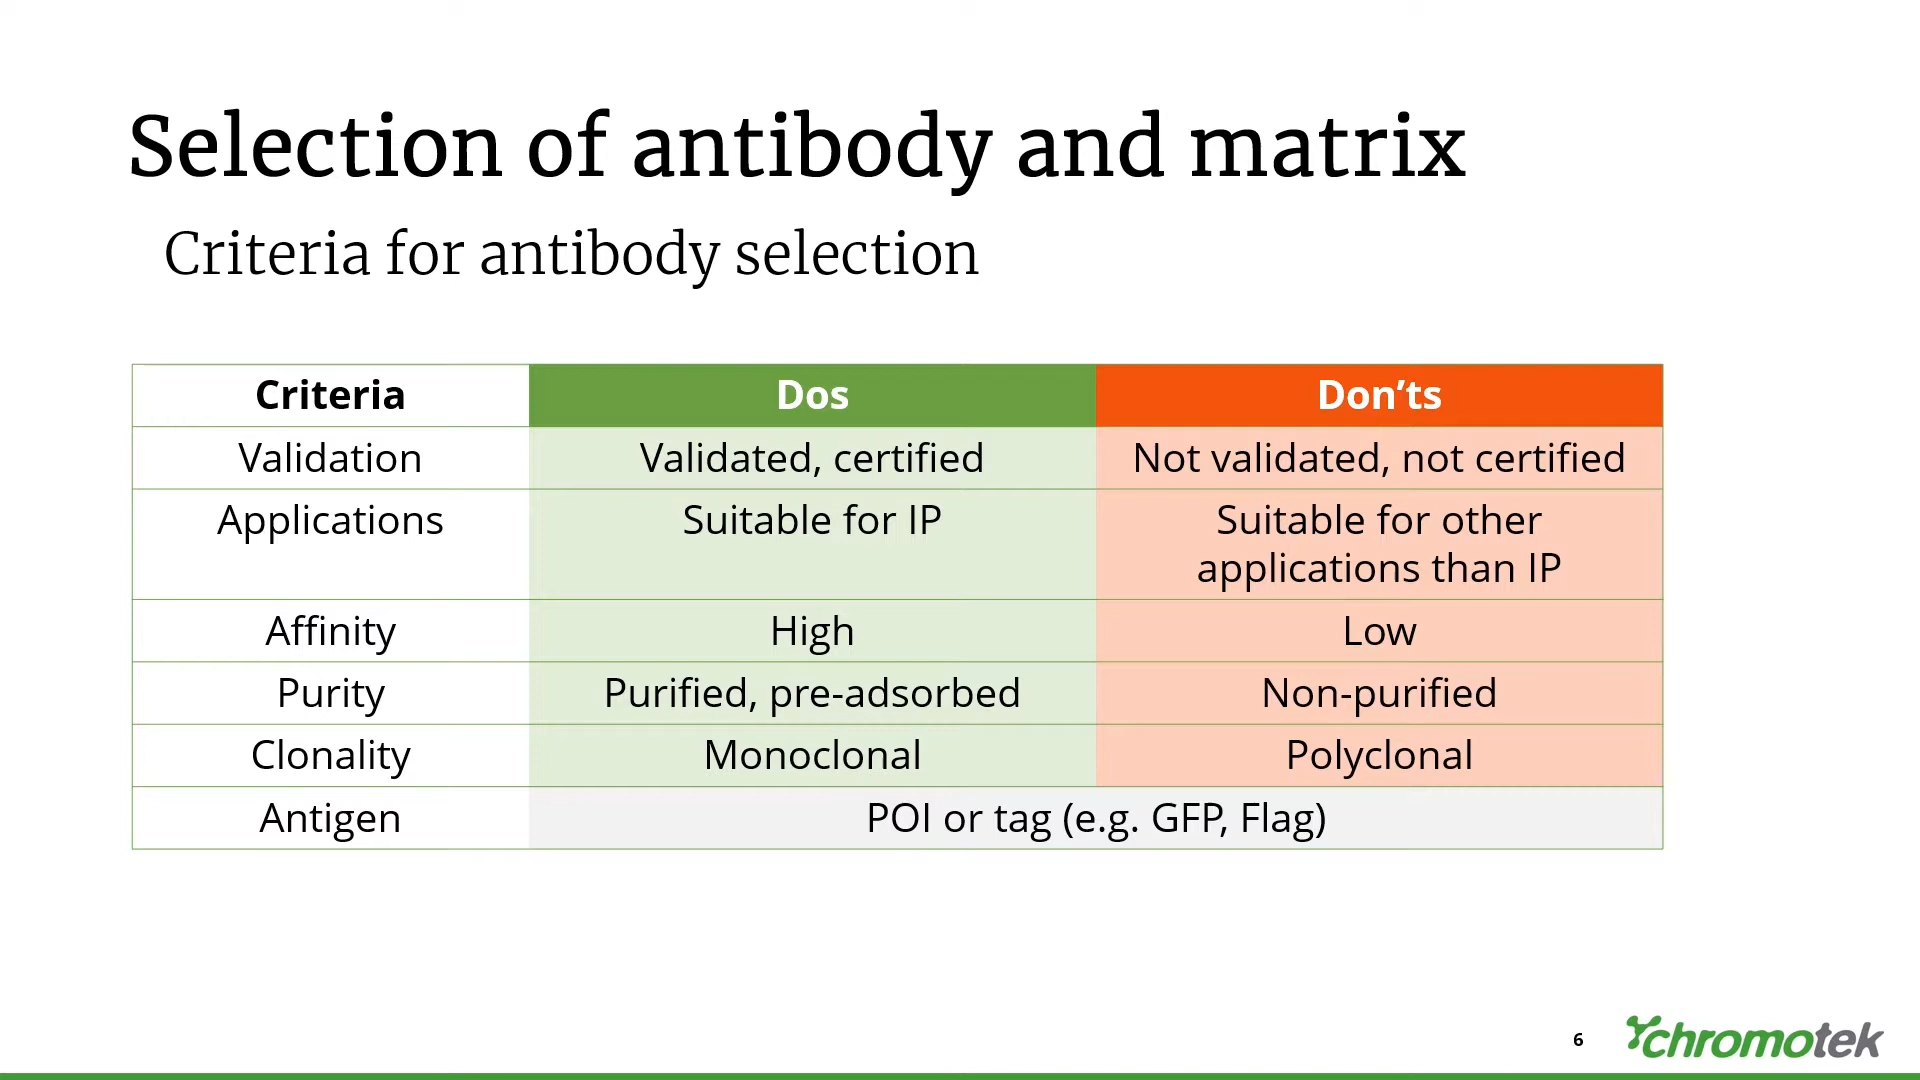 Selection of antibody and matrix
Criteria for antibody selection
Criteria Dos Don’ts
Validation Validated, certified Not validated, not certified
Applications Suitable for IP Suitable for other
applications than IP
Affinity High Low
Purity Purified, pre-adsorbed Non-purified
Clonality Monoclonal Polyclonal
Antigen POI or tag (e.g. GFP, Flag)
6
chromotek